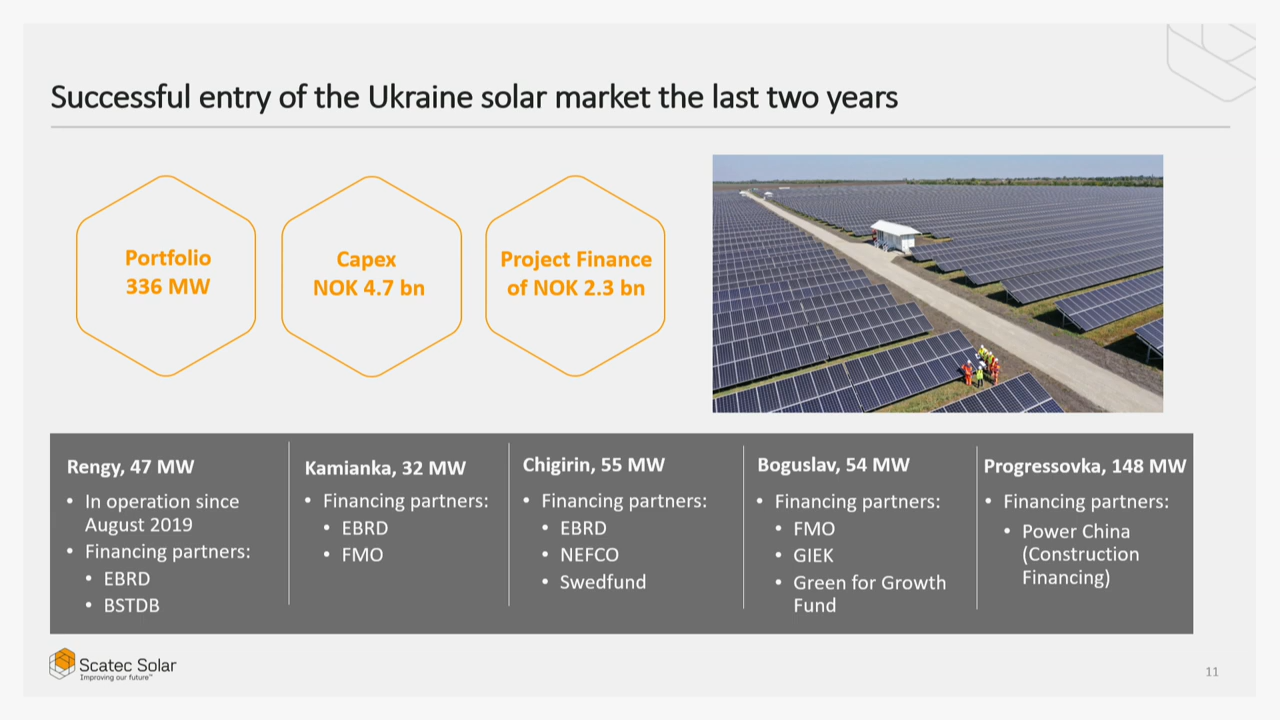 Successful entry of the Ukraine solar market the last two years
Portfolio
336 MW
Capex
NOK 4.7 bn
Project Finance
of NOK 2.3 bn
Rengy, 47 MW
• In operation since
August 2019
• Financing partners:
• EBRD
• BSTDB
Kamianka, 32 MW
• Financing partners:
• EBRD
• FMO
Chigirin, 55 MW
• Financing partners:
• EBRD
• NEFCO
• Swedfund
Boguslav, 54 MW
• Financing partners:
• FMO
• GIEK
• Green for Growth
Fund
Progressovka, 148 MW
• Financing partners:
• Power China
(Construction
Financing)
Scatec Solar
Improving our future™
11